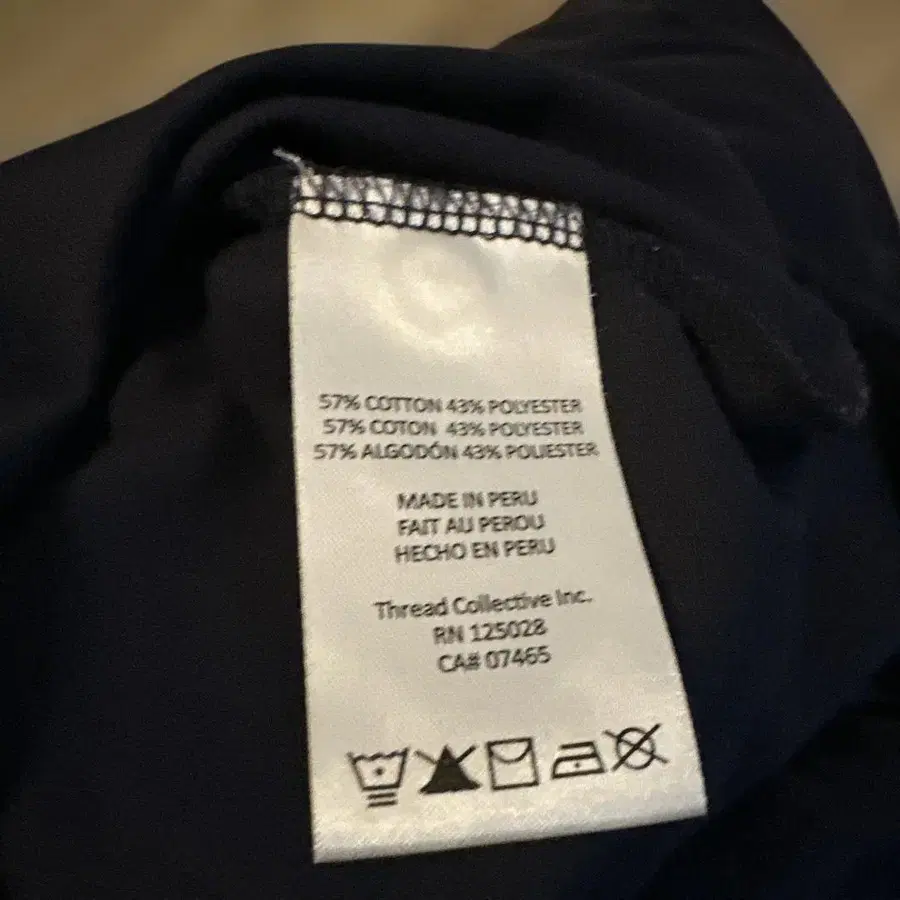 57% COTTON 43% POLYESTER
57% COTON 43% POLYESTER
57% ALGODÓN 43% POLIESTER
MADE IN PERU
FAIT AU PEROU
HECHO EN PERU
Thread Collective Inc.
RN 125028
CA# 07465